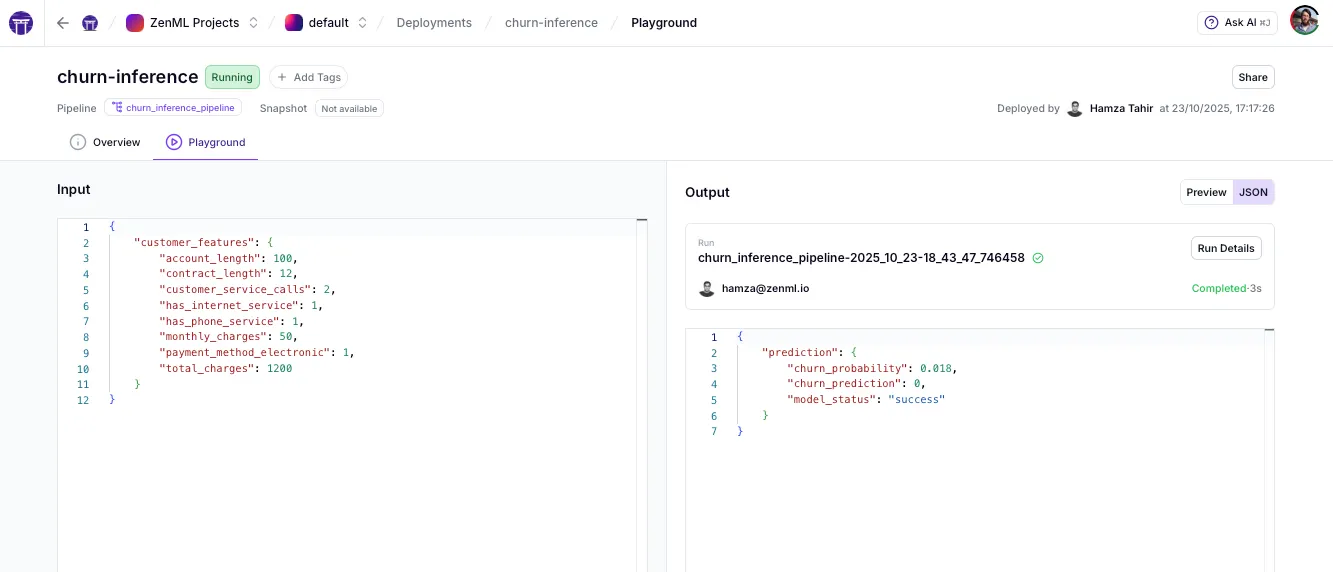 ZenML Projects / default / Deployments / churn-inference / Playground Ask AI ⌘J
churn-inference Running + Add Tags Share
Pipeline churn_inference_pipeline Snapshot Not available Deployed by Hamza Tahir at 23/10/2025, 17:17:26
Overview Playground
Input
1 {
2 "customer_features": {
3 "account_length": 100,
4 "contract_length": 12,
5 "customer_service_calls": 2,
6 "has_internet_service": 1,
7 "has_phone_service": 1,
8 "monthly_charges": 50,
9 "payment_method_electronic": 1,
10 "total_charges": 1200
11 }
12 }
Output Preview JSON
Run
churn_inference_pipeline-2025_10_23-18_43_47_746458 Run Details
hamza@zenml.io Completed·3s
1 {
2 "prediction": {
3 "churn_probability": 0.018,
4 "churn_prediction": 0,
5 "model_status": "success"
6 }
7 }